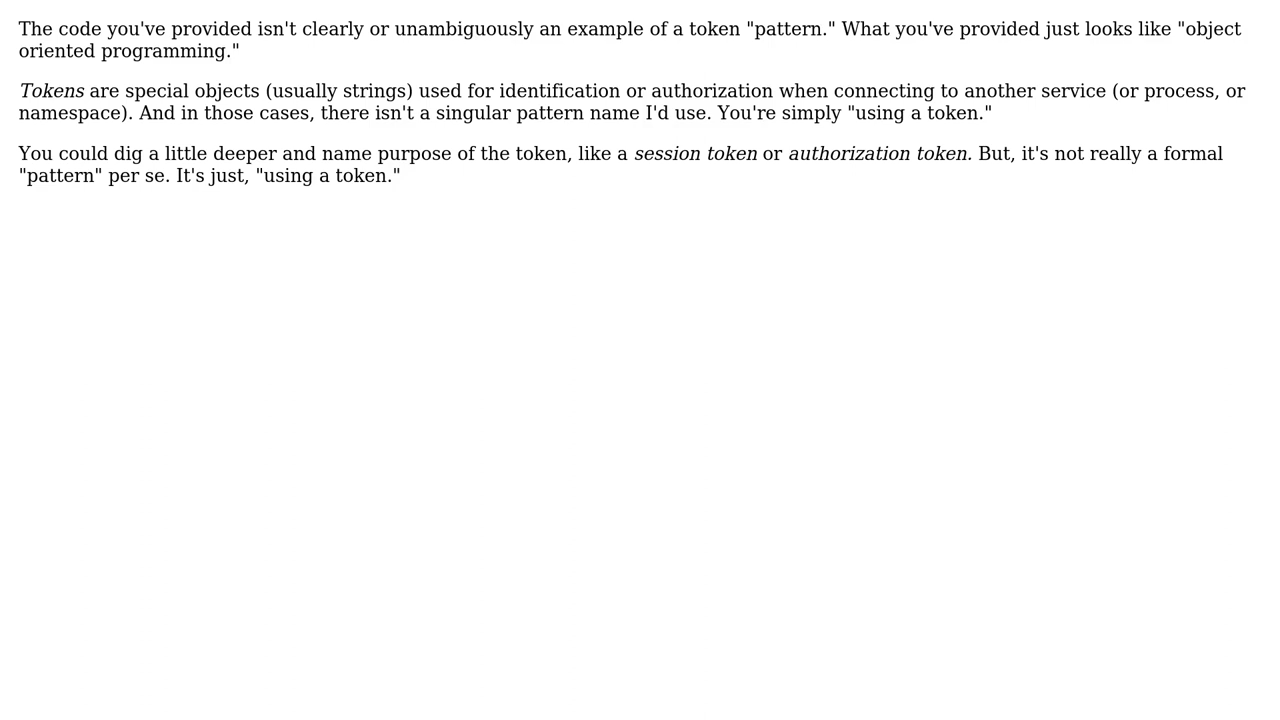 The code you've provided isn't clearly or unambiguously an example of a token "pattern." What you've provided just looks like "object
oriented programming."
Tokens are special objects (usually strings) used for identification or authorization when connecting to another service (or process, or
namespace). And in those cases, there isn't a singular pattern name I'd use. You're simply "using a token."
You could dig a little deeper and name purpose of the token, like a session token or authorization token. But, it's not really a formal
"pattern" per se. It's just, "using a token."